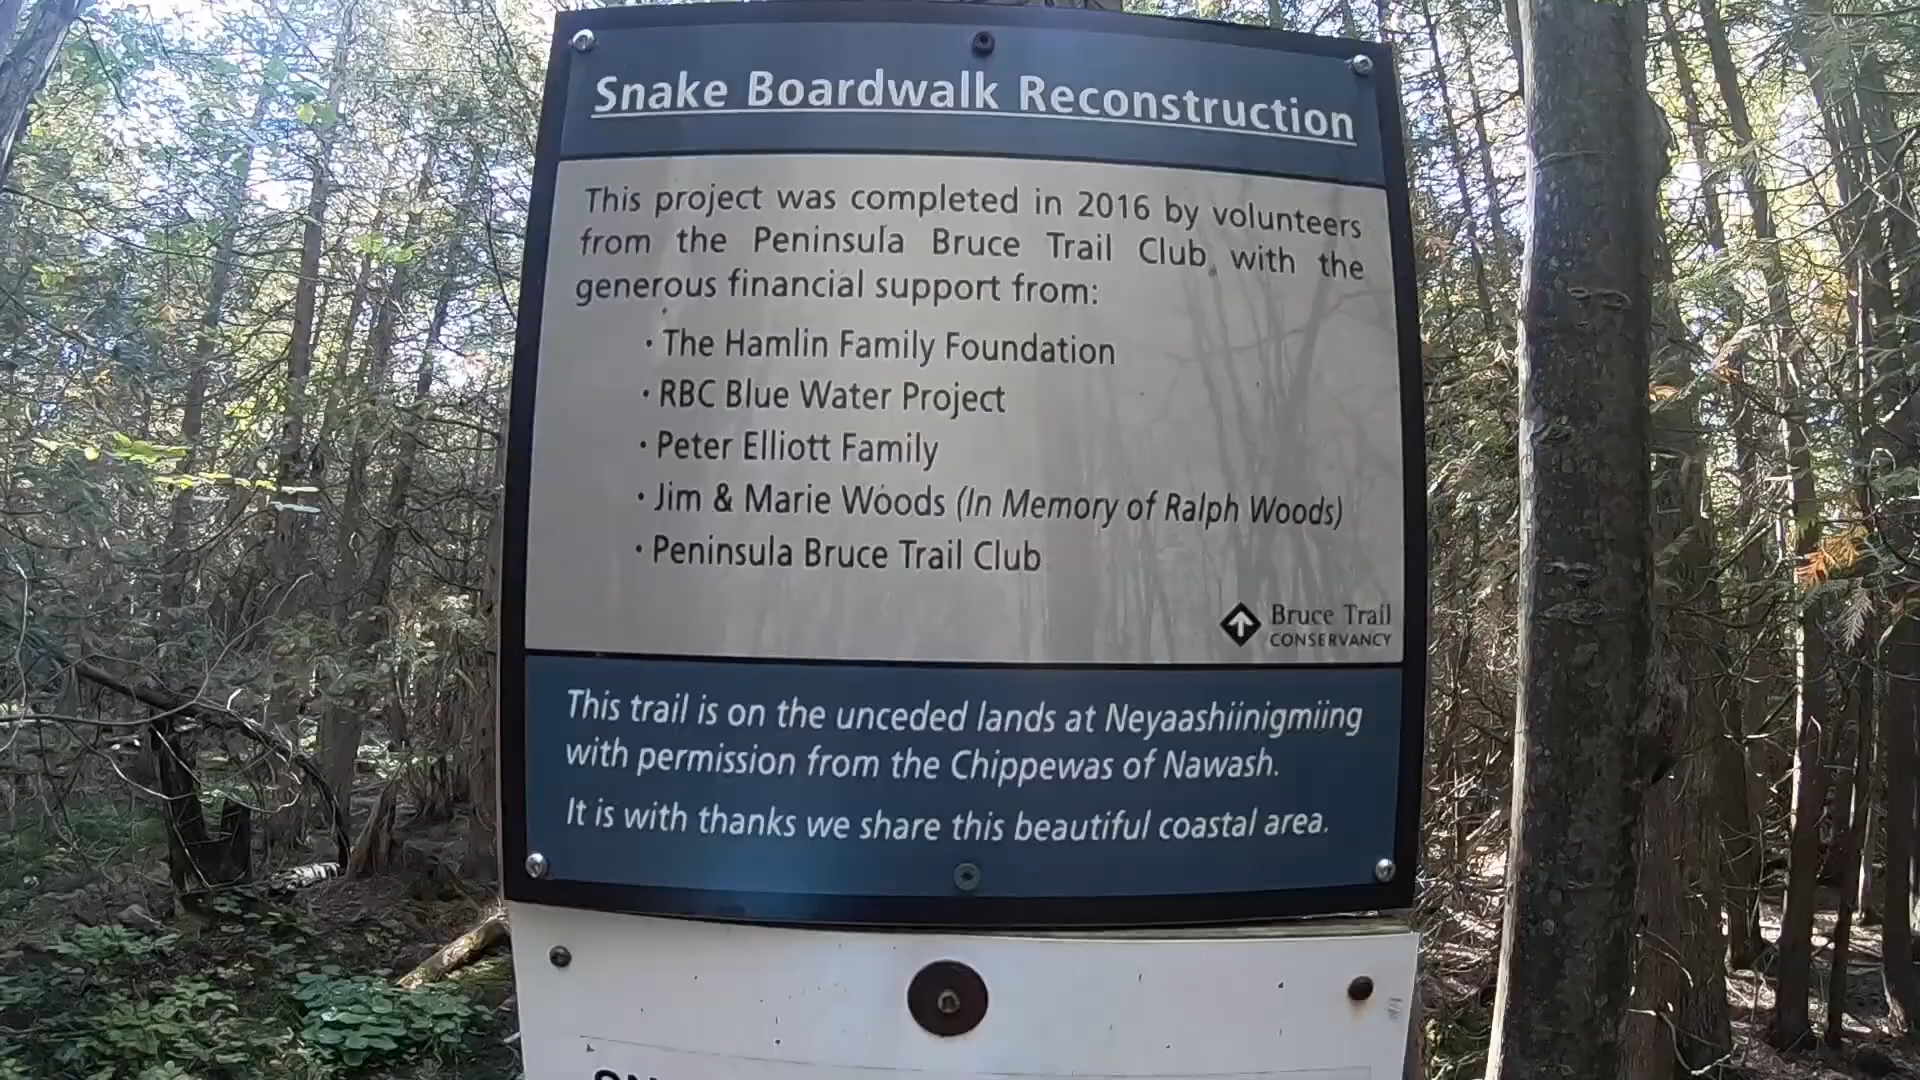 Snake Boardwalk Reconstruction
This project was completed in 2016 by volunteers
from the Peninsula Bruce Trail Club with the
generous financial support from:
· The Hamlin Family Foundation
· RBC Blue Water Project
· Peter Elliott Family
· Jim & Marie Woods (In Memory of Ralph Woods)
· Peninsula Bruce Trail Club
Bruce Trail
CONSERVANCY
This trail is on the unceded lands at Neyaashiinigmiing
with permission from the Chippewas of Nawash.
It is with thanks we share this beautiful coastal area.